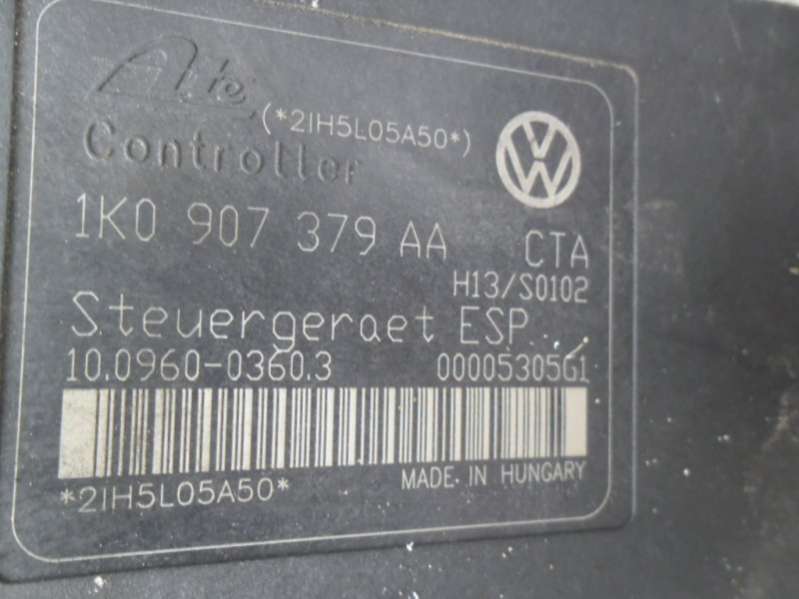 Ate
(*2IH5L05A50*)
Controller
1K0 907 379 AA CTA
H13/S0102
Steuergeraet ESP
10.0960-0360.3 0000530561
*2IH5L05A50* MADE IN HUNGARY